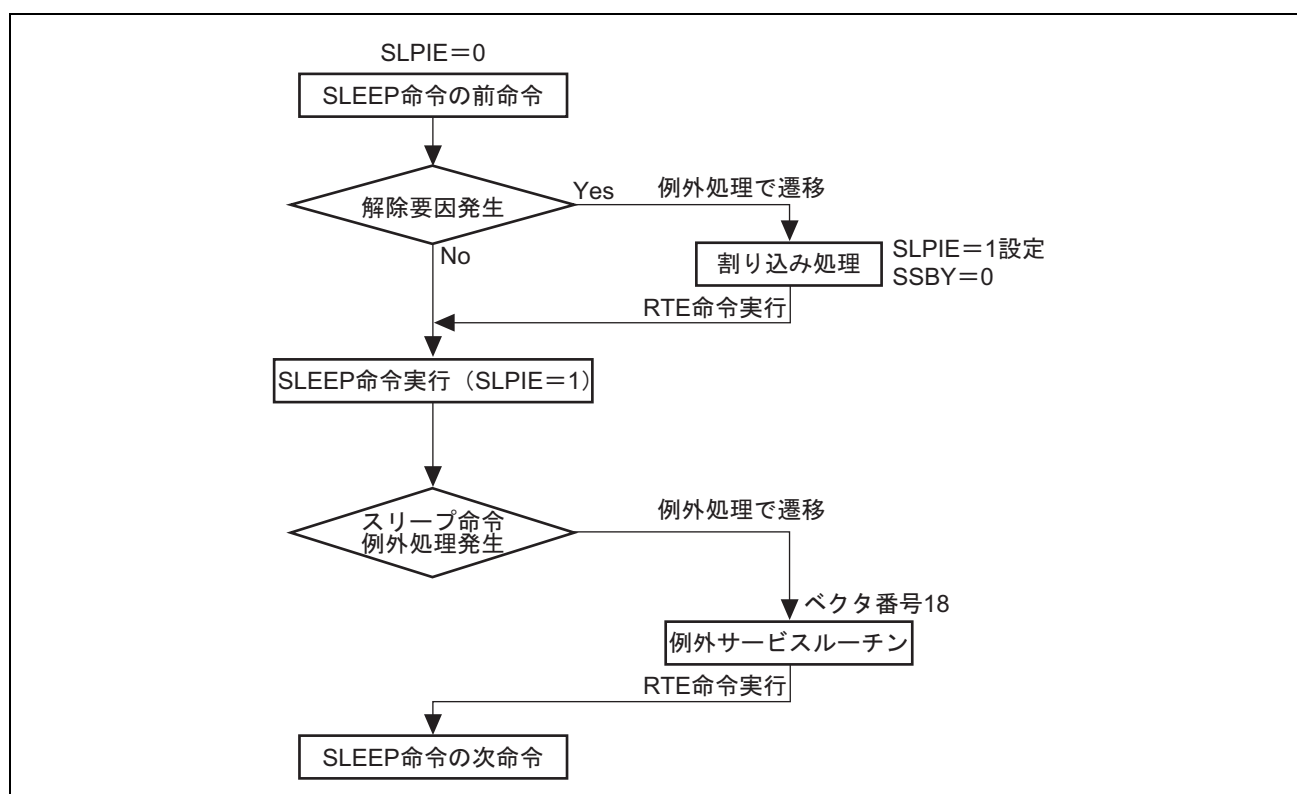 SLPIE=0
SLEEP命令の前命令
解除要因発生
Yes
例外処理で遷移
No
割り込み処理
SLPIE=1設定
SSBY=0
RTE命令実行
SLEEP命令実行（SLPIE=1）
スリープ命令
例外処理発生
例外処理で遷移
ベクタ番号18
例外サービスルーチン
RTE命令実行
SLEEP命令の次命令